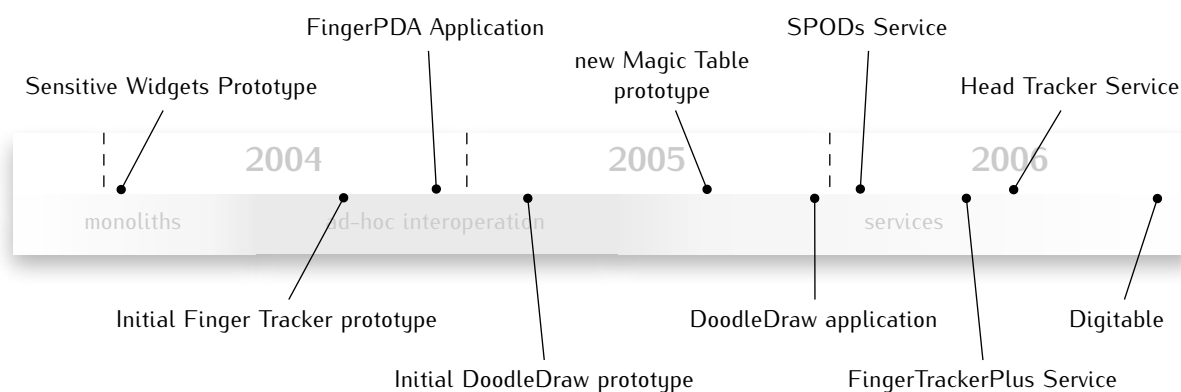 FingerPDA Application
SPODs Service
new Magic Table
prototype
Sensitive Widgets Prototype
Head Tracker Service
2004
2005
2006
monoliths
ad-hoc interoperation
services
Initial Finger Tracker prototype
DoodleDraw application
Digitable
Initial DoodleDraw prototype
FingerTrackerPlus Service